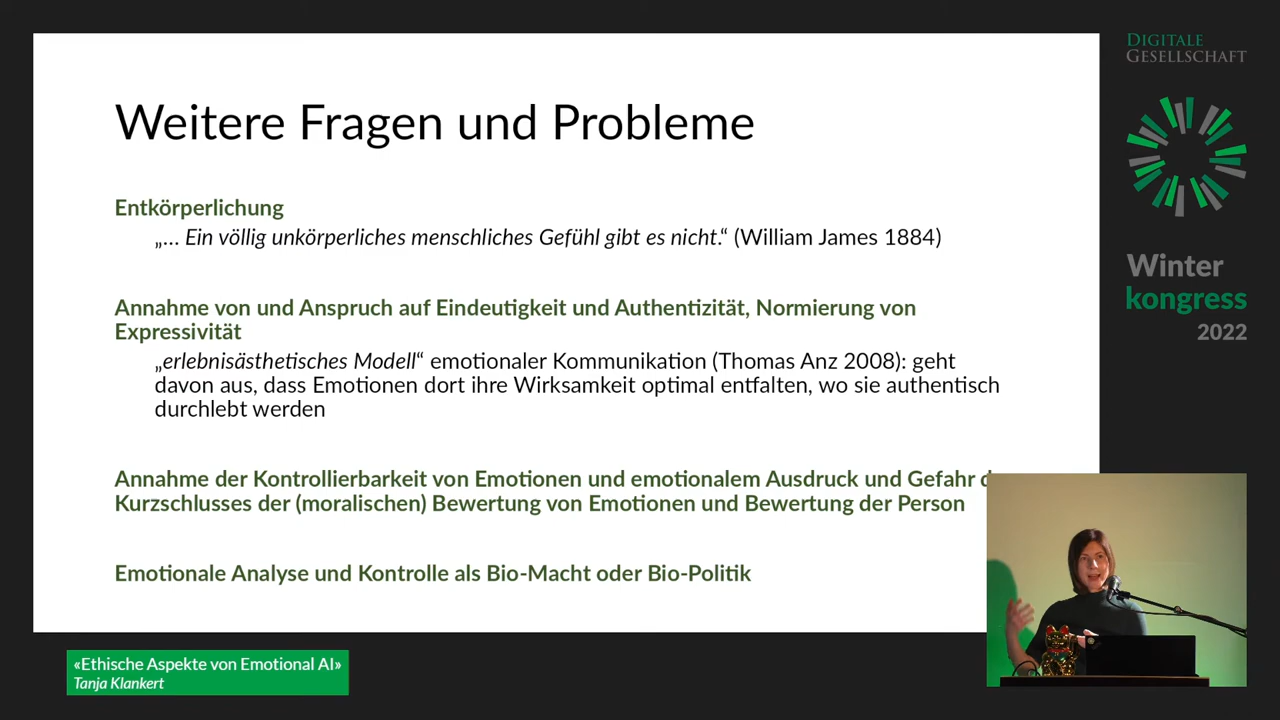 Weitere Fragen und Probleme
Entkörperlichung
„... Ein völlig unkörperliches menschliches Gefühl gibt es nicht.“ (William James 1884)
Annahme von und Anspruch auf Eindeutigkeit und Authentizität, Normierung von
Expressivität
„erlebnisästhetisches Modell“ emotionaler Kommunikation (Thomas Anz 2008): geht
davon aus, dass Emotionen dort ihre Wirksamkeit optimal entfalten, wo sie authentisch
durchlebt werden
Annahme der Kontrollierbarkeit von Emotionen und emotionalem Ausdruck und Gefahr
Kurzschlusses der (moralischen) Bewertung von Emotionen und Bewertung der Person
Emotionale Analyse und Kontrolle als Bio-Macht oder Bio-Politik
DIGITALE
GESELLSCHAFT
Winter
kongress
2022
«Ethische Aspekte von Emotional AI»
Tanja Klankert